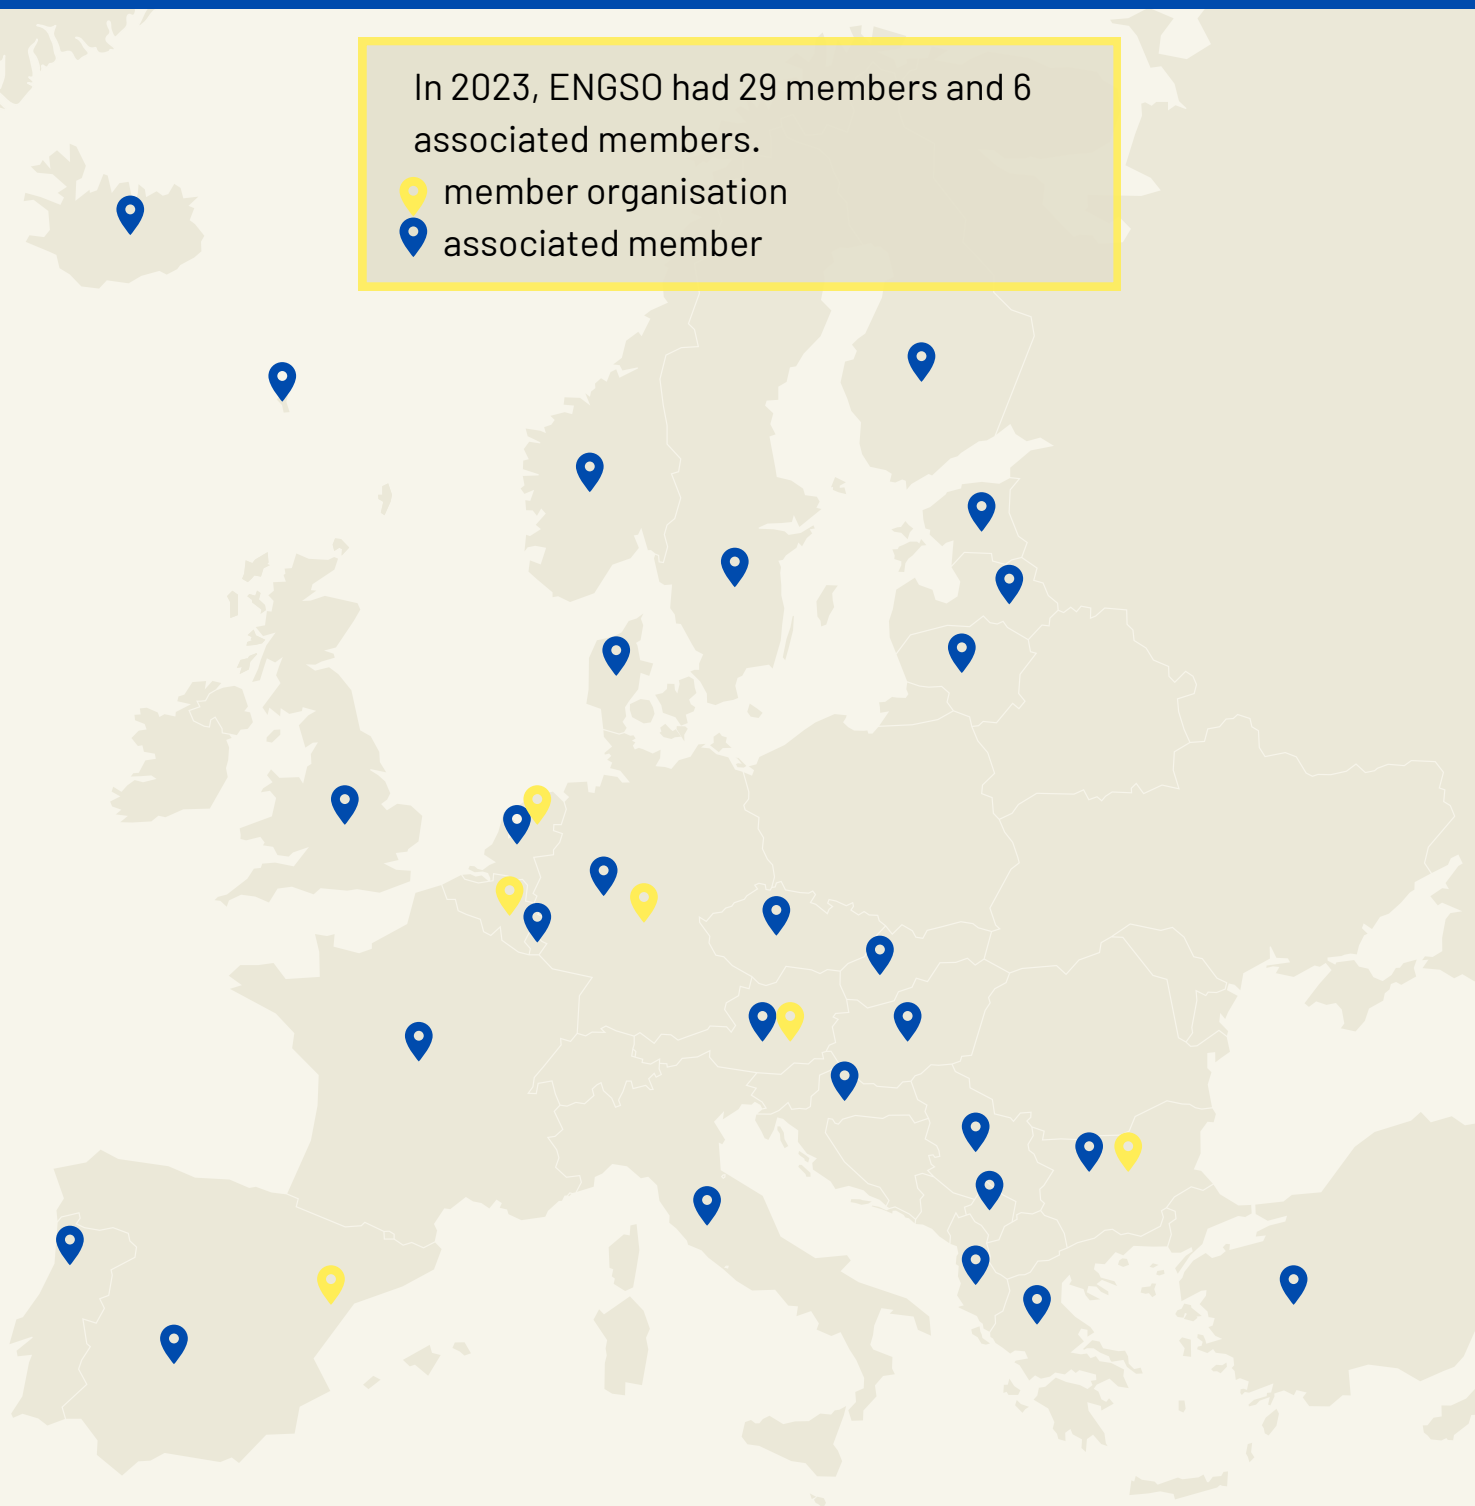 In 2023, ENGSO had 29 members and 6
associated members.
member organisation
associated member